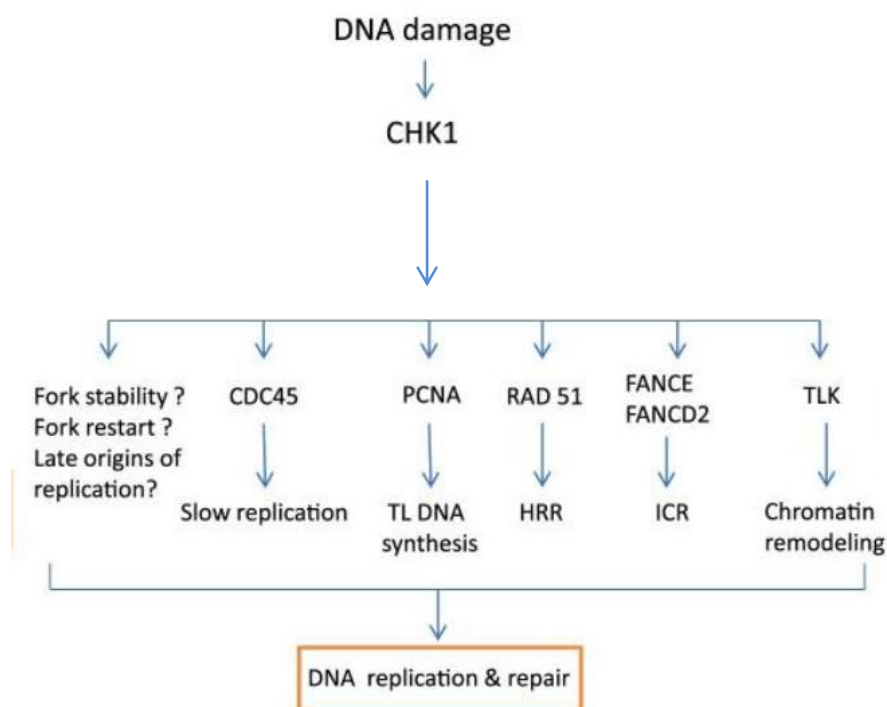 DNA damage
CHK1
Fork stability ?
Fork restart ?
Late origins of
replication?
CDC45
Slow replication
PCNA
TL DNA
synthesis
RAD 51
HRR
FANCE
FANCD2
ICR
TLK
Chromatin
remodeling
DNA replication & repair